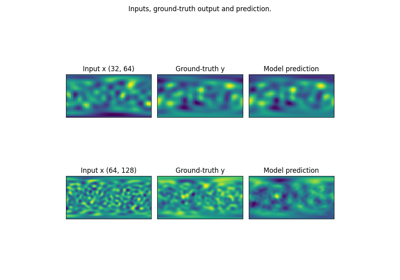 Inputs, ground-truth output and prediction.
Input x (32, 64) Ground-truth y Model prediction
Input x (64, 128) Ground-truth y Model prediction